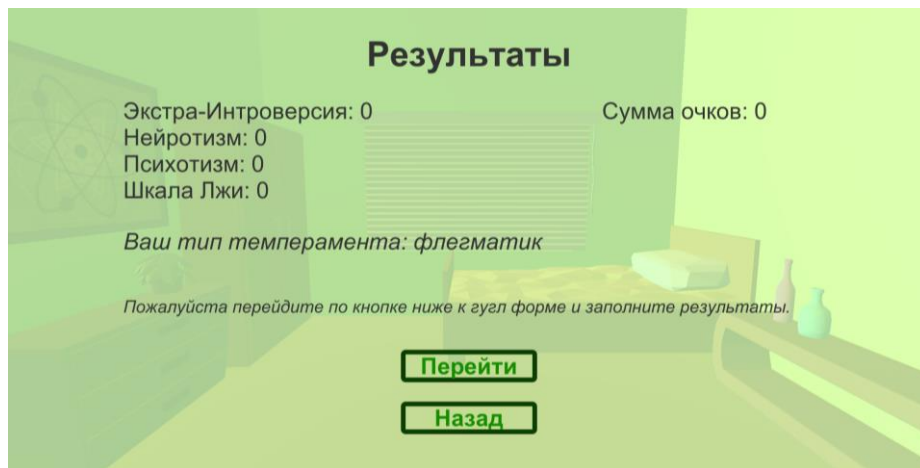 Результаты
Экстра-Интроверсия: 0
Сумма очков: 0
Нейротизм: 0
Психотизм: 0
Шкала Лжи: 0
Ваш тип темперамента: флегматик
Пожалуйста перейдите по кнопке ниже к гугл форме и заполните результаты.
Перейти
Назад